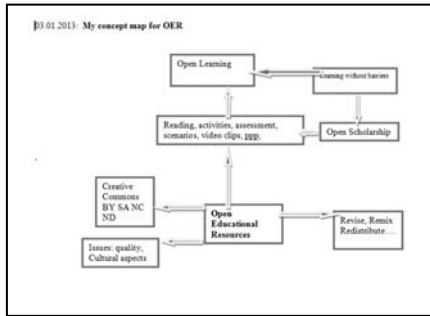 03.01.2013: My concept map for OER
Open Learning
learning without barriers
Reading, activities, assessment,
scenarios, video clips, ppp,
Open Scholarship
Creative
Commons
BY SA NC
ND
Open
Educational
Resources
Revise, Remix
Redistribute....
Issues: quality,
Cultural aspects